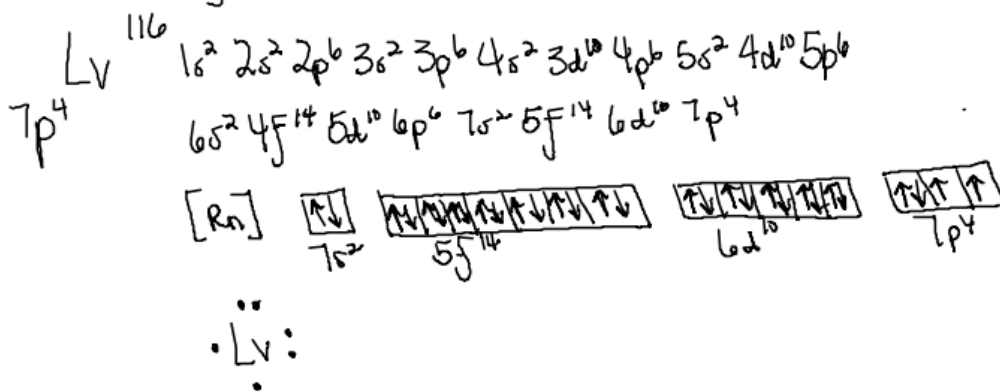 Lv 116 1s² 2s² 2p⁶ 3s² 3p⁶ 4s² 3d¹⁰ 4p⁶ 5s² 4d¹⁰ 5p⁶
7p⁴ 6s² 4f¹⁴ 5d¹⁰ 6p⁶ 7s² 5f¹⁴ 6d¹⁰ 7p⁴
[Rn] ↑↓ ↑↓ ↑↓ ↑↓ ↑↓ ↑↓ ↑↓ ↑↓ ↑↓ ↑↓ ↑↓ ↑↓ ↑↓ ↑↓ ↑ ↑
7s² 5f¹⁴ 6d¹⁰ 7p⁴
Lv